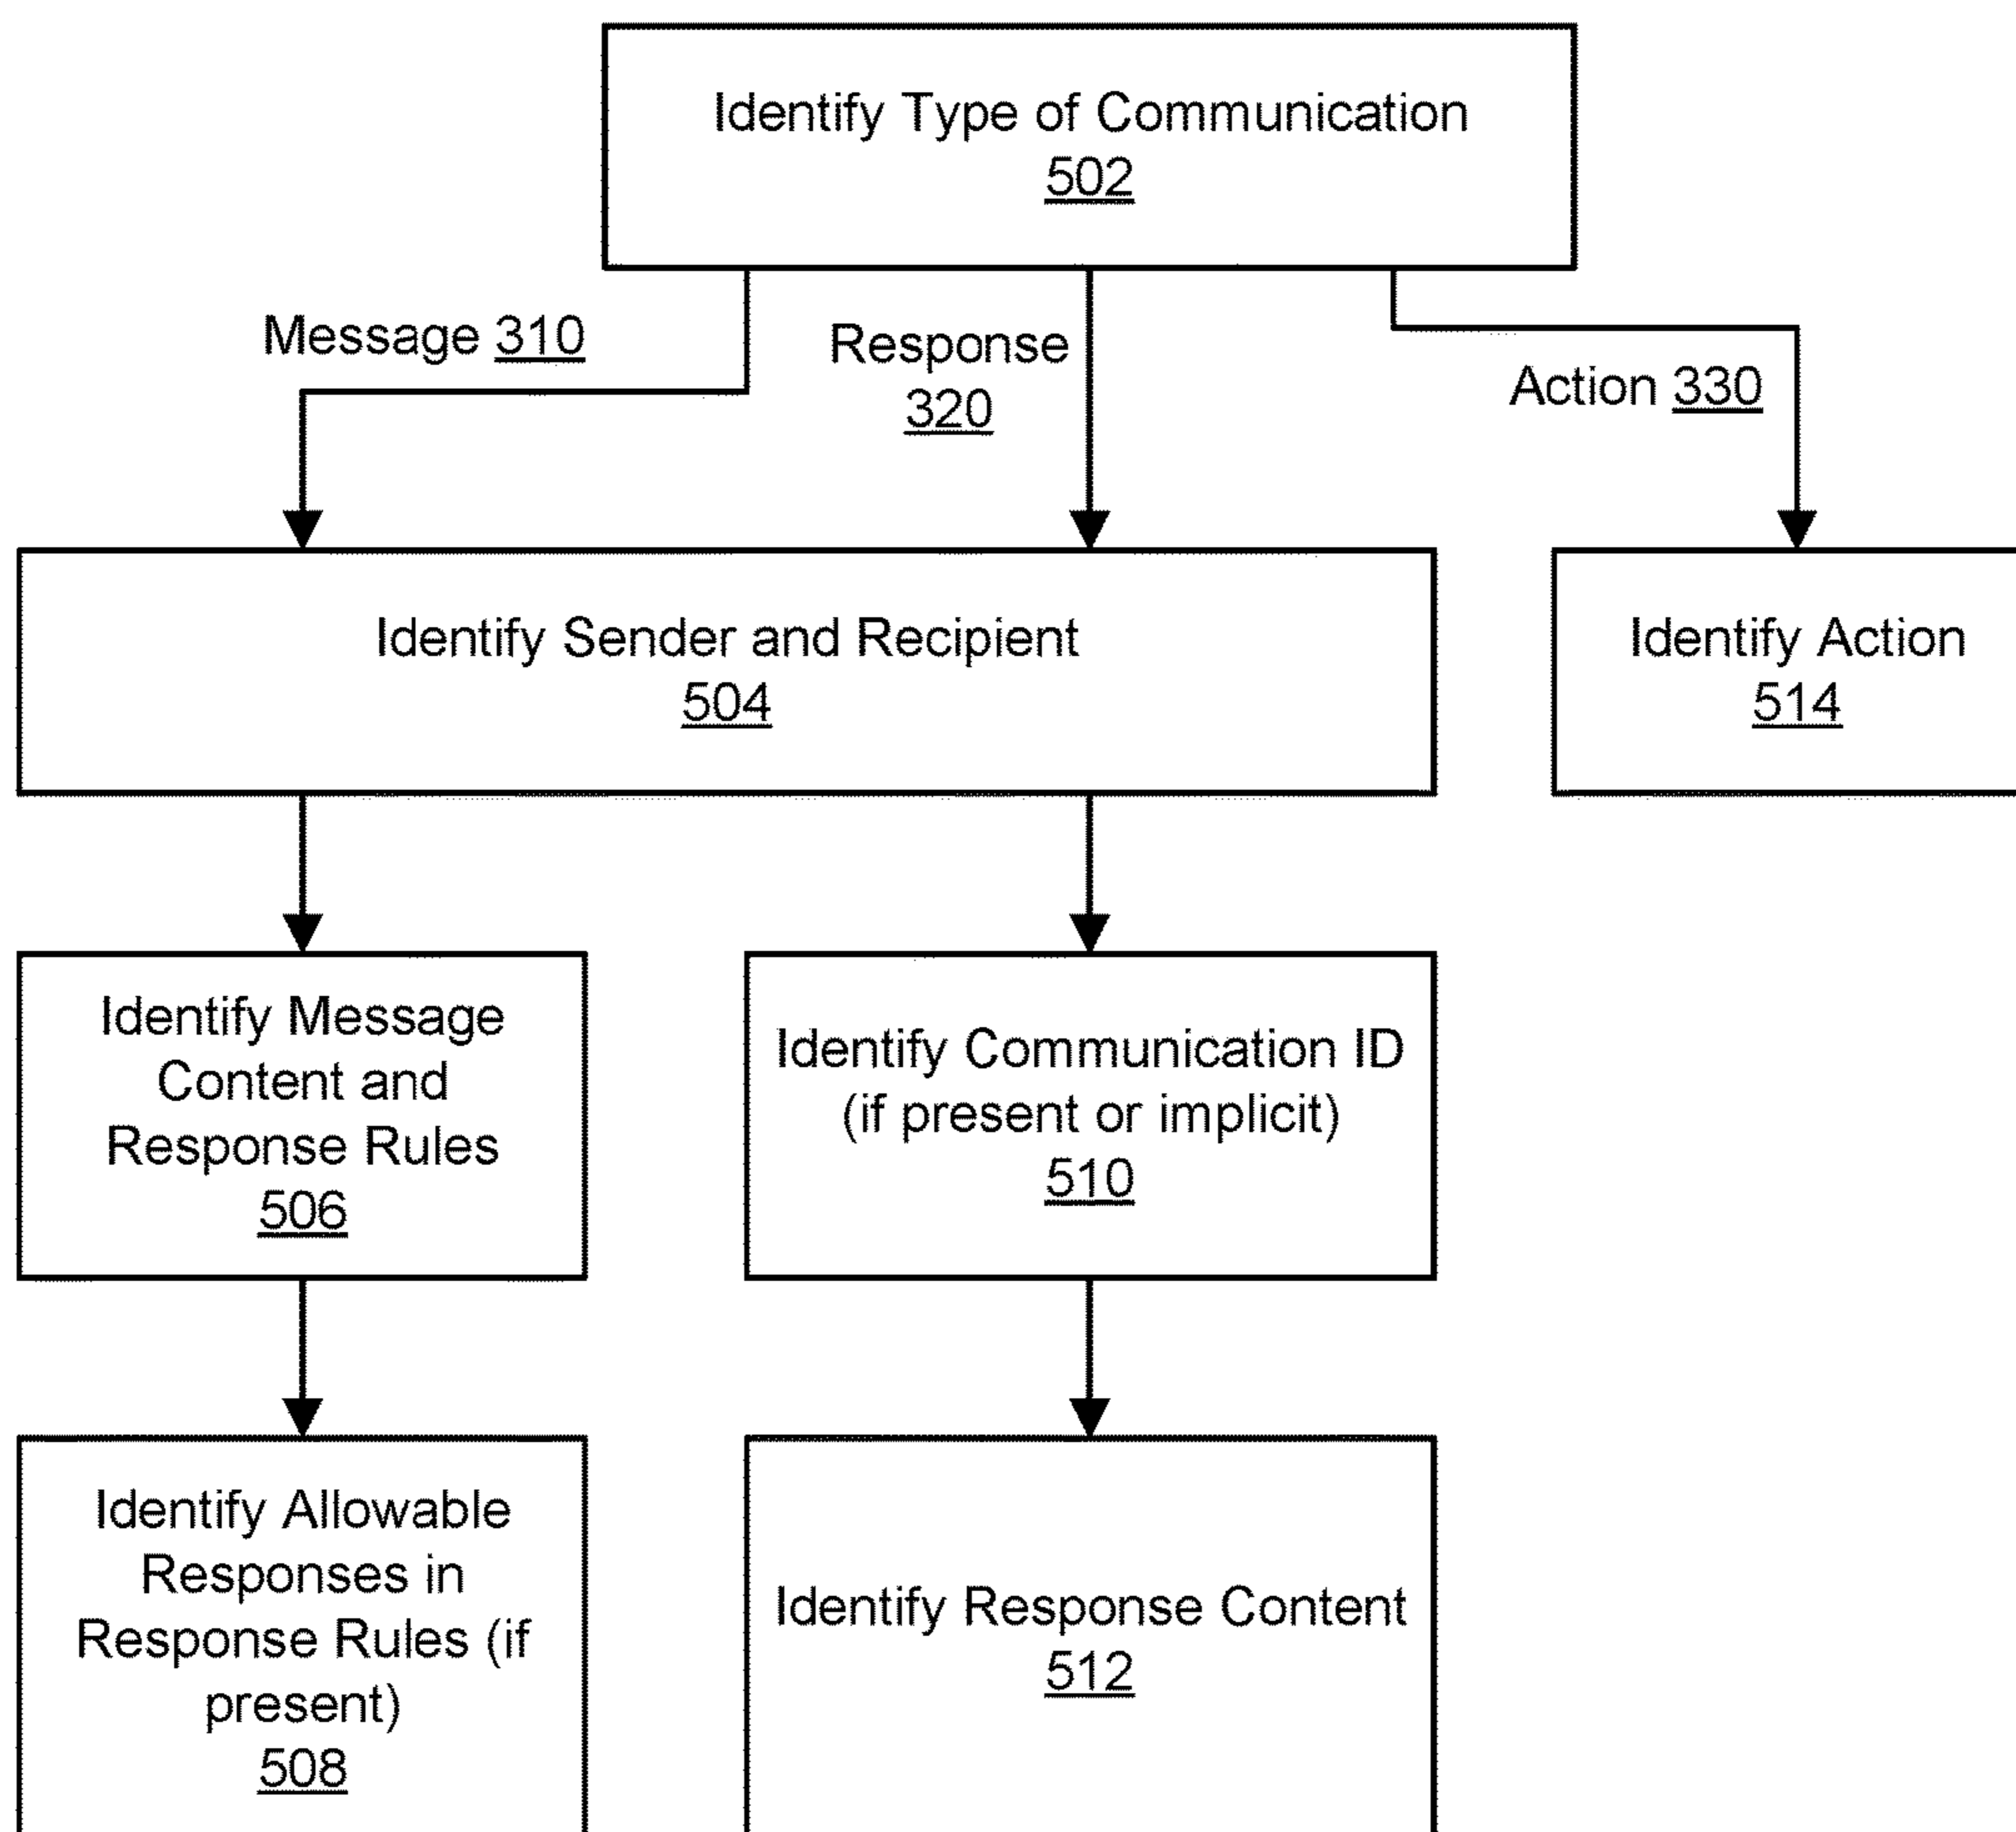 Identify Type of Communication
502
Message 310
Response
320
Action 330
Identify Sender and Recipient
504
Identify Action
514
Identify Message
Content and
Response Rules
506
Identify Communication ID
(if present or implicit)
510
Identify Allowable
Responses in
Response Rules (if
present)
508
Identify Response Content
512